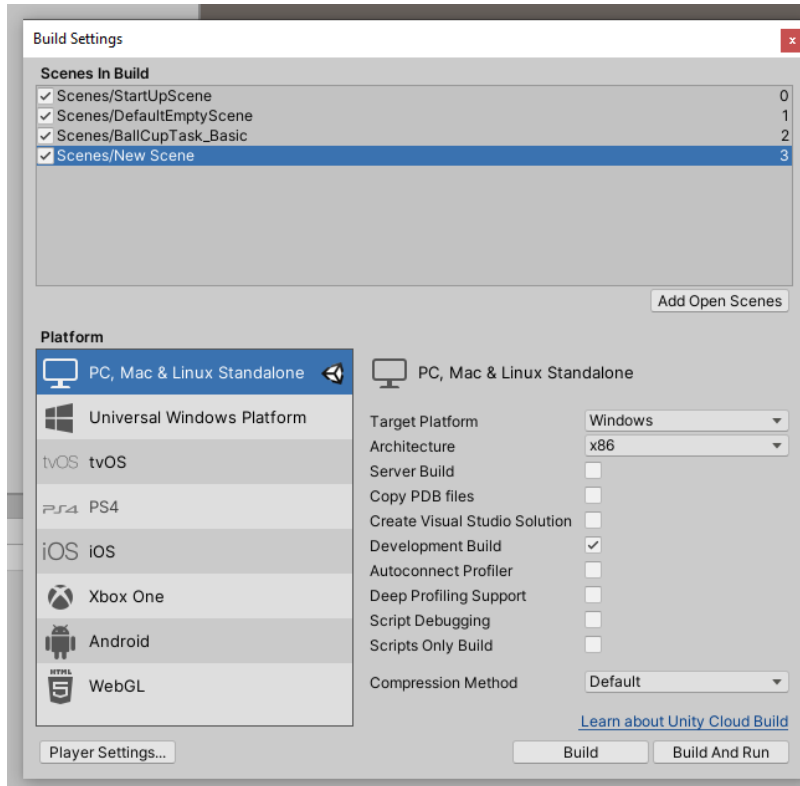 Build Settings
x
Scenes In Build
Scenes/StartUpScene 0
Scenes/DefaultEmptyScene 1
Scenes/BallCupTask_Basic 2
Scenes/New Scene 3
Add Open Scenes
Platform
PC, Mac & Linux Standalone
Universal Windows Platform
tvOS tvOS
PS4 PS4
iOS iOS
Xbox One
Android
HTML 5 WebGL
PC, Mac & Linux Standalone
Target Platform Windows
Architecture x86
Server Build
Copy PDB files
Create Visual Studio Solution
Development Build
Autoconnect Profiler
Deep Profiling Support
Script Debugging
Scripts Only Build
Compression Method Default
Learn about Unity Cloud Build
Player Settings... Build Build And Run